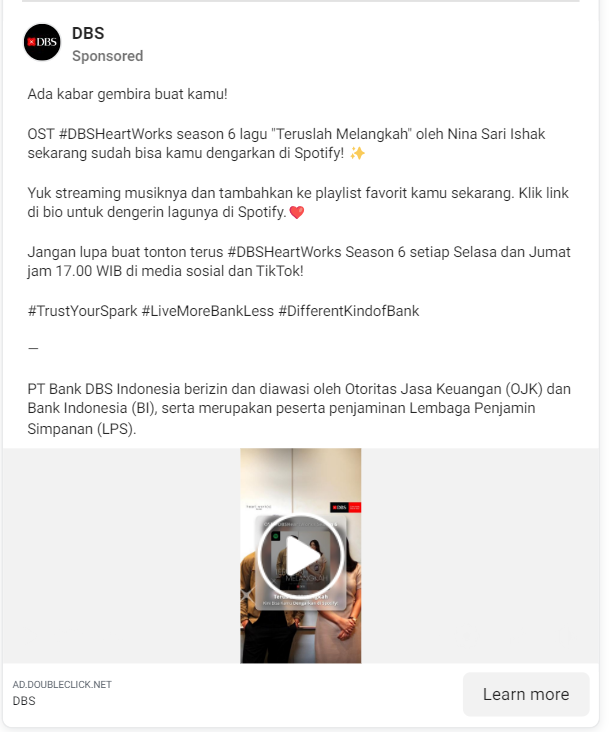 DBS
DBS
Sponsored
Ada kabar gembira buat kamu!
OST #DBSHeartWorks season 6 lagu "Teruslah Melangkah" oleh Nina Sari Ishak
sekarang sudah bisa kamu dengarkan di Spotify! ✨
Yuk streaming musiknya dan tambahkan ke playlist favorit kamu sekarang. Klik link
di bio untuk dengerin lagunya di Spotify.❤️
Jangan lupa buat tonton terus #DBSHeartWorks Season 6 setiap Selasa dan Jumat
jam 17.00 WIB di media sosial dan TikTok!
#TrustYourSpark #LiveMoreBankLess #DifferentKindofBank
—
PT Bank DBS Indonesia berizin dan diawasi oleh Otoritas Jasa Keuangan (OJK) dan
Bank Indonesia (BI), serta merupakan peserta penjaminan Lembaga Penjamin
Simpanan (LPS).
DBS
AD.DOUBLECLICK.NET
DBS
Learn more